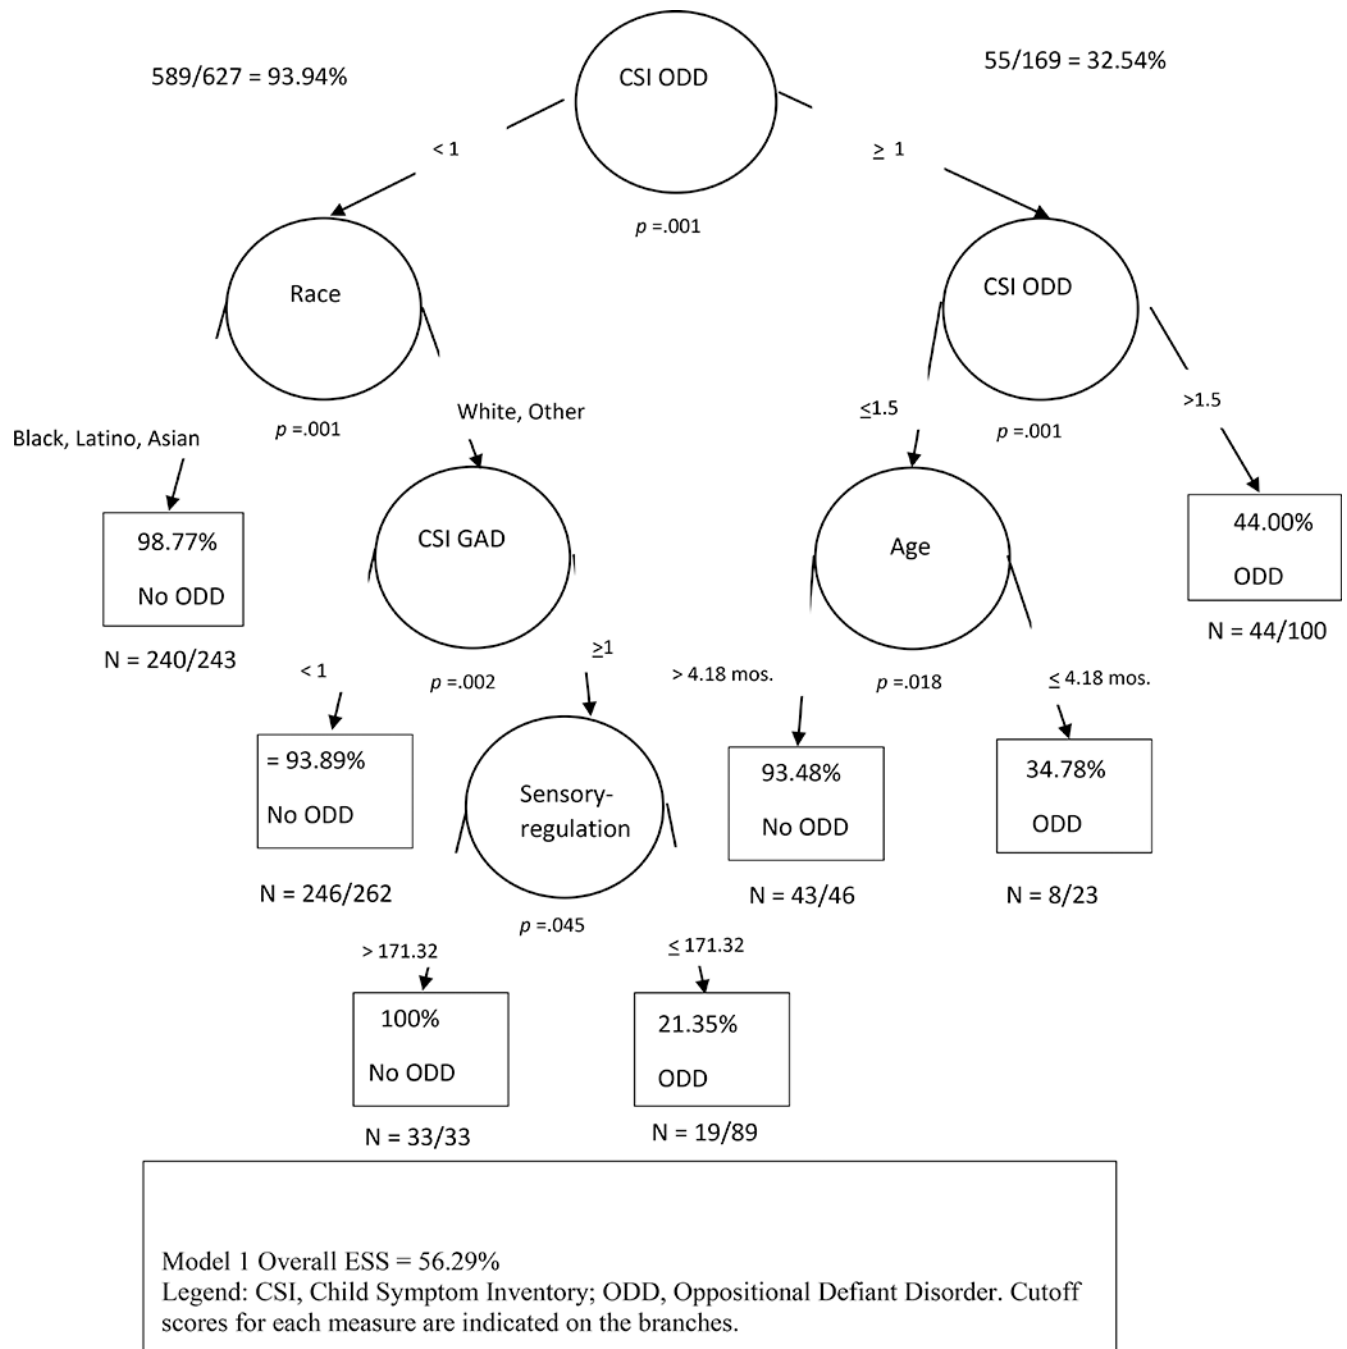 589/627 = 93.94%
CSI ODD
55/169 = 32.54%
< 1
≥ 1
p =.001
Race
CSI ODD
p =.001
White, Other
Black, Latino, Asian
≤1.5
p =.001
>1.5
98.77%
No ODD
N = 240/243
CSI GAD
Age
44.00%
ODD
N = 44/100
< 1
p =.002
≥1
> 4.18 mos.
p =.018
≤ 4.18 mos.
= 93.89%
No ODD
N = 246/262
Sensory-
regulation
93.48%
No ODD
N = 43/46
34.78%
ODD
N = 8/23
p =.045
> 171.32
≤ 171.32
100%
No ODD
N = 33/33
21.35%
ODD
N = 19/89
Model 1 Overall ESS = 56.29%
Legend: CSI, Child Symptom Inventory; ODD, Oppositional Defiant Disorder. Cutoff
scores for each measure are indicated on the branches.